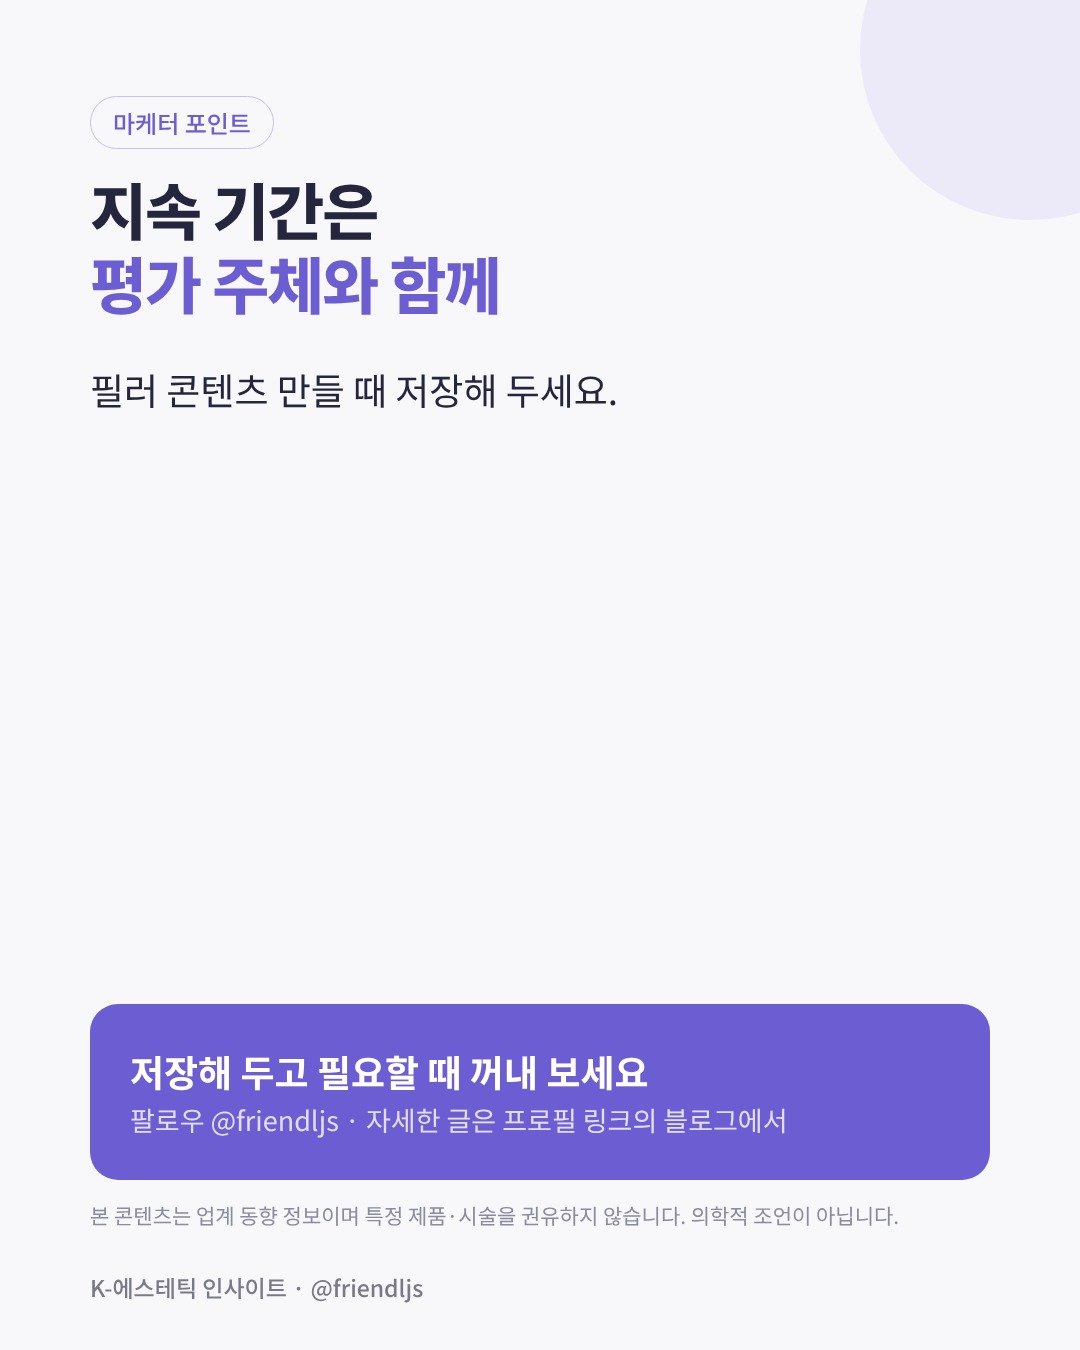 마케터 포인트
지속 기간은
평가 주체와 함께
필러 콘텐츠 만들 때 저장해 두세요.
저장해 두고 필요할 때 꺼내 보세요
팔로우 @friendljs · 자세한 글은 프로필 링크의 블로그에서
본 콘텐츠는 업계 동향 정보이며 특정 제품·시술을 권유하지 않습니다. 의학적 조언이 아닙니다.
K-에스테틱 인사이트 · @friendljs